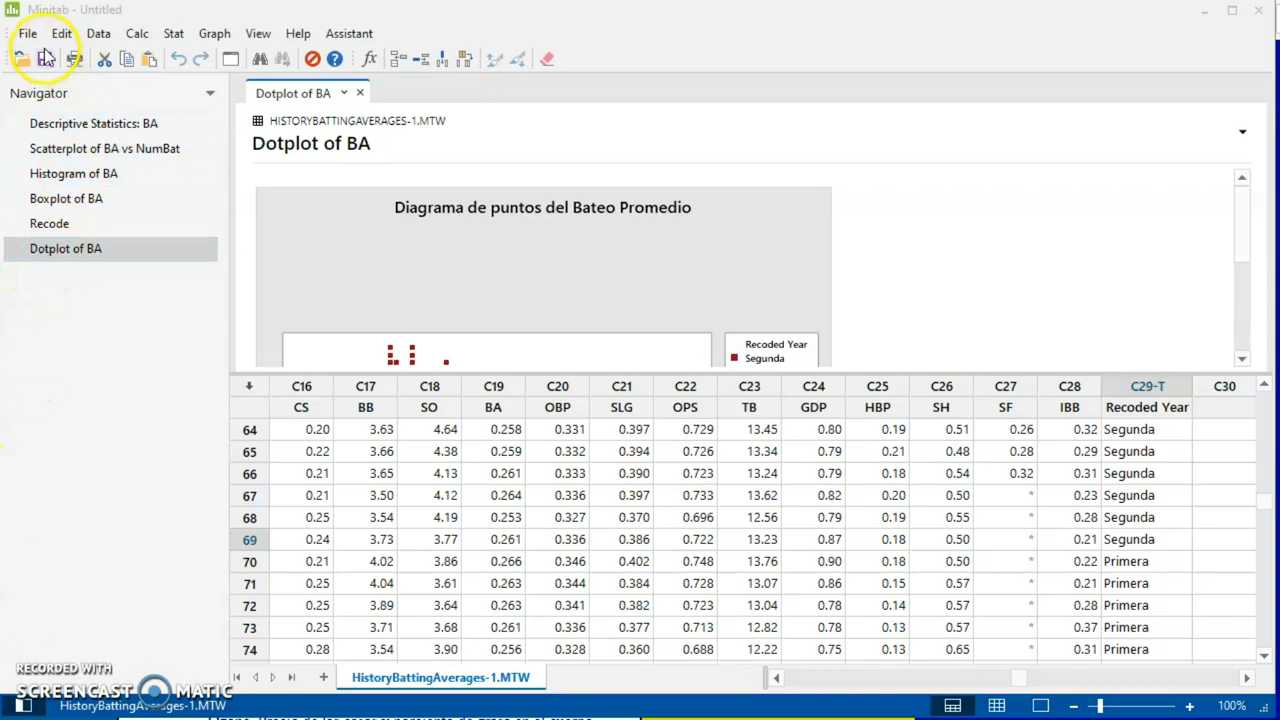 Minitab - Untitled
File Edit Data Calc Stat Graph View Help Assistant
Navigator
Descriptive Statistics: BA
Scatterplot of BA vs NumBat
Histogram of BA
Boxplot of BA
Recode
Dotplot of BA
Dotplot of BA
HISTORYBATTINGAVERAGES-1.MTW
Dotplot of BA
Diagrama de puntos del Bateo Promedio
Recoded Year
Segunda
C16 C17 C18 C19 C20 C21 C22 C23 C24 C25 C26 C27 C28 C29-T C30
CS BB SO BA OBP SLG OPS TB GDP HBP SH SF IBB Recoded Year
64 0.20 3.63 4.64 0.258 0.331 0.397 0.729 13.45 0.80 0.19 0.51 0.26 0.32 Segunda
65 0.22 3.66 4.38 0.259 0.332 0.394 0.726 13.34 0.79 0.21 0.48 0.28 0.29 Segunda
66 0.21 3.65 4.13 0.261 0.333 0.390 0.723 13.24 0.79 0.18 0.54 0.32 0.31 Segunda
67 0.21 3.50 4.12 0.264 0.336 0.397 0.733 13.62 0.82 0.20 0.50 * 0.23 Segunda
68 0.25 3.54 4.19 0.253 0.327 0.370 0.696 12.56 0.79 0.19 0.55 * 0.28 Segunda
69 0.24 3.73 3.77 0.261 0.336 0.386 0.722 13.23 0.87 0.18 0.50 * 0.21 Segunda
70 0.21 4.02 3.86 0.266 0.346 0.402 0.748 13.76 0.90 0.18 0.50 * 0.22 Primera
71 0.25 4.04 3.61 0.263 0.344 0.384 0.728 13.07 0.86 0.15 0.57 * 0.21 Primera
72 0.25 3.89 3.64 0.263 0.341 0.382 0.723 13.04 0.78 0.14 0.57 * 0.28 Primera
73 0.25 3.71 3.68 0.261 0.336 0.377 0.713 12.82 0.78 0.13 0.57 * 0.37 Primera
74 0.28 3.54 3.90 0.256 0.328 0.360 0.688 12.22 0.75 0.13 0.65 * 0.31 Primera
HistoryBattingAverages-1.MTW
RECORDED WITH
SCREENCAST MATIC
HistoryBattingAverages-1.MTW
100%